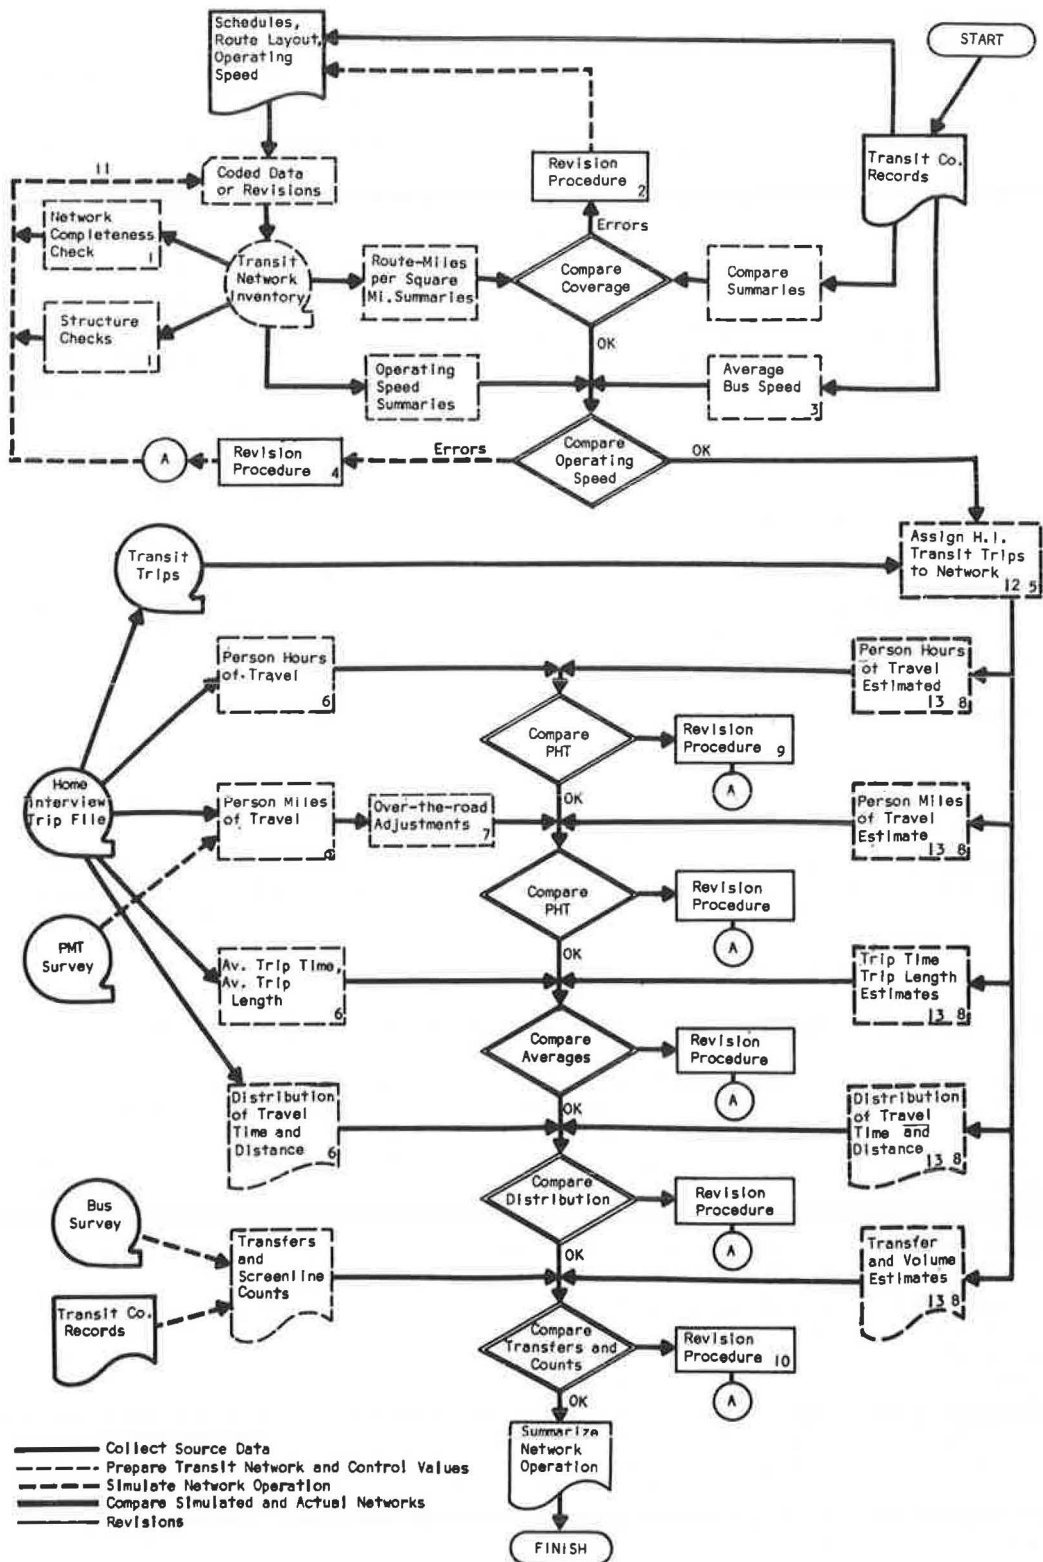 START
Schedules,
Route Layout,
Operating
Speed
Transit Co.
Records
11
Coded Data
or Revisions
Revision
Procedure
2
Errors
Network
Completeness
Check
1
Transit
Network
Inventory
Route-Miles
per Square
Mi.Summaries
Compare
Coverage
Compare
Summaries
Structure
Checks
1
OK
Operating
Speed
Summaries
Average
Bus Speed
3
A
Revision
Procedure
4
Errors
Compare
Operating
Speed
OK
Transit
Trips
Assign H.I.
Transit Trips
to Network
12 5
Person Hours
of Travel
6
Person Hours
of Travel
Estimated
13 8
Compare
PHT
Revision
Procedure
9
A
OK
Home
Interview
Trip File
Person Miles
of Travel
9
Over-the-road
Adjustments
7
Person Miles
of Travel
Estimate
13 8
Compare
PHT
Revision
Procedure
A
OK
PMT
Survey
Av. Trip Time,
Av. Trip
Length
6
Trip Time
Trip Length
Estimates
13 8
Compare
Averages
Revision
Procedure
A
OK
Distribution
of Travel
Time and
Distance
6
Distribution
of Travel
Time and
Distance
13 8
Compare
Distribution
Revision
Procedure
A
OK
Bus
Survey
Transfers
and
Screenline
Counts
Transfer
and Volume
Estimates
13 8
Transit Co.
Records
Compare
Transfers and
Counts
Revision
Procedure
10
A
OK
Summarize
Network
Operation
FINISH
Collect Source Data
Prepare Transit Network and Control Values
Simulate Network Operation
Compare Simulated and Actual Networks
Revisions